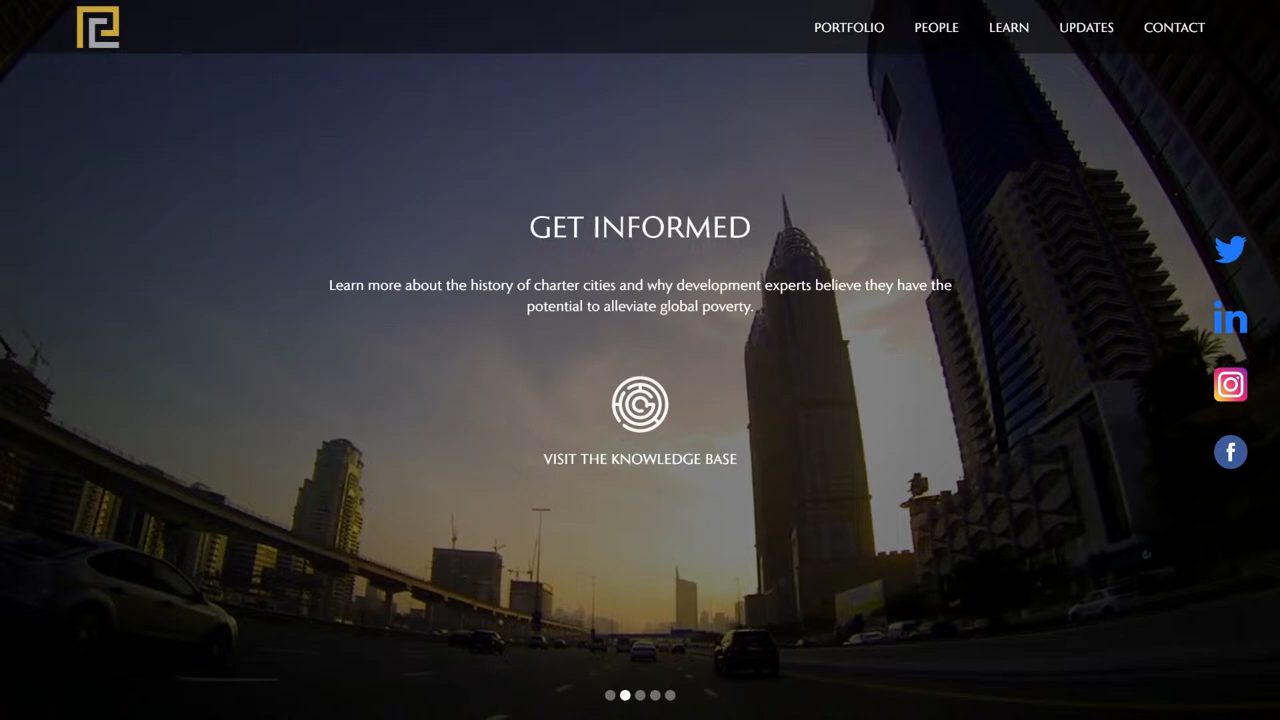 PORTFOLIO PEOPLE LEARN UPDATES CONTACT
GET INFORMED
Learn more about the history of charter cities and why development experts believe they have the
potential to alleviate global poverty.
VISIT THE KNOWLEDGE BASE